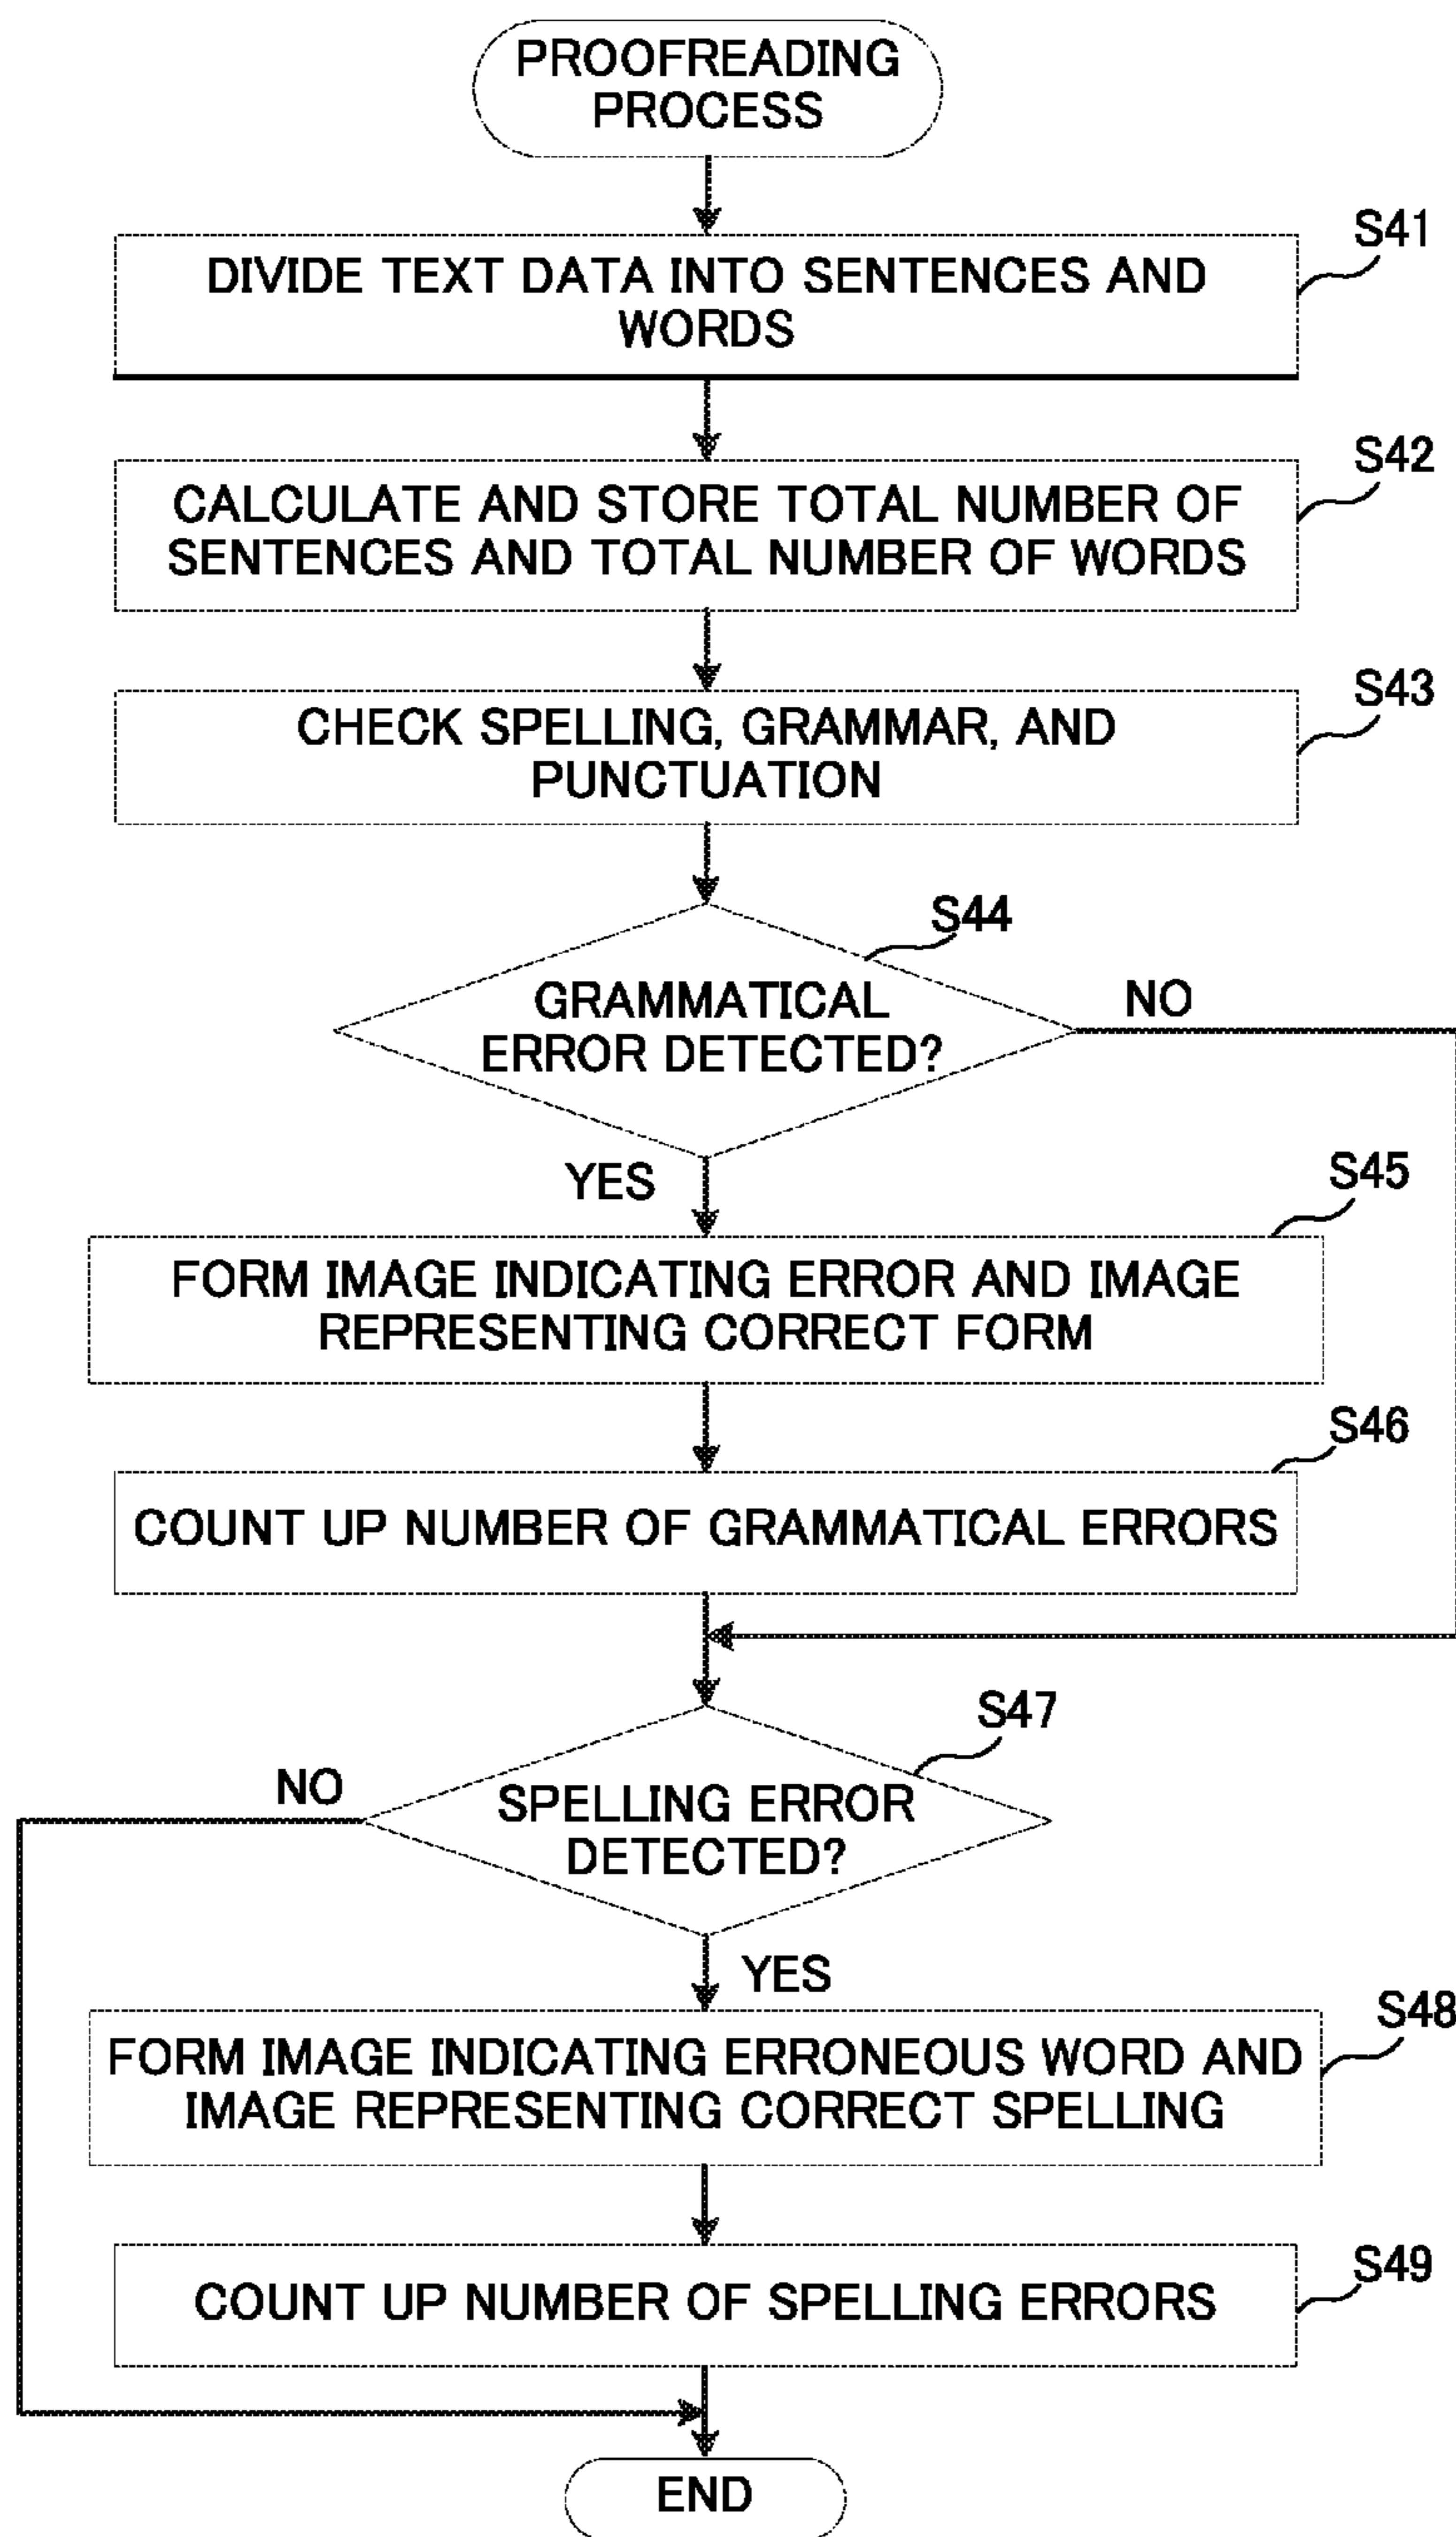 PROOFREADING
PROCESS
S41
DIVIDE TEXT DATA INTO SENTENCES AND
WORDS
S42
CALCULATE AND STORE TOTAL NUMBER OF
SENTENCES AND TOTAL NUMBER OF WORDS
S43
CHECK SPELLING, GRAMMAR, AND
PUNCTUATION
S44
GRAMMATICAL
ERROR DETECTED?
NO
YES
S45
FORM IMAGE INDICATING ERROR AND IMAGE
REPRESENTING CORRECT FORM
S46
COUNT UP NUMBER OF GRAMMATICAL ERRORS
S47
NO
SPELLING ERROR
DETECTED?
YES
S48
FORM IMAGE INDICATING ERRONEOUS WORD AND
IMAGE REPRESENTING CORRECT SPELLING
S49
COUNT UP NUMBER OF SPELLING ERRORS
END